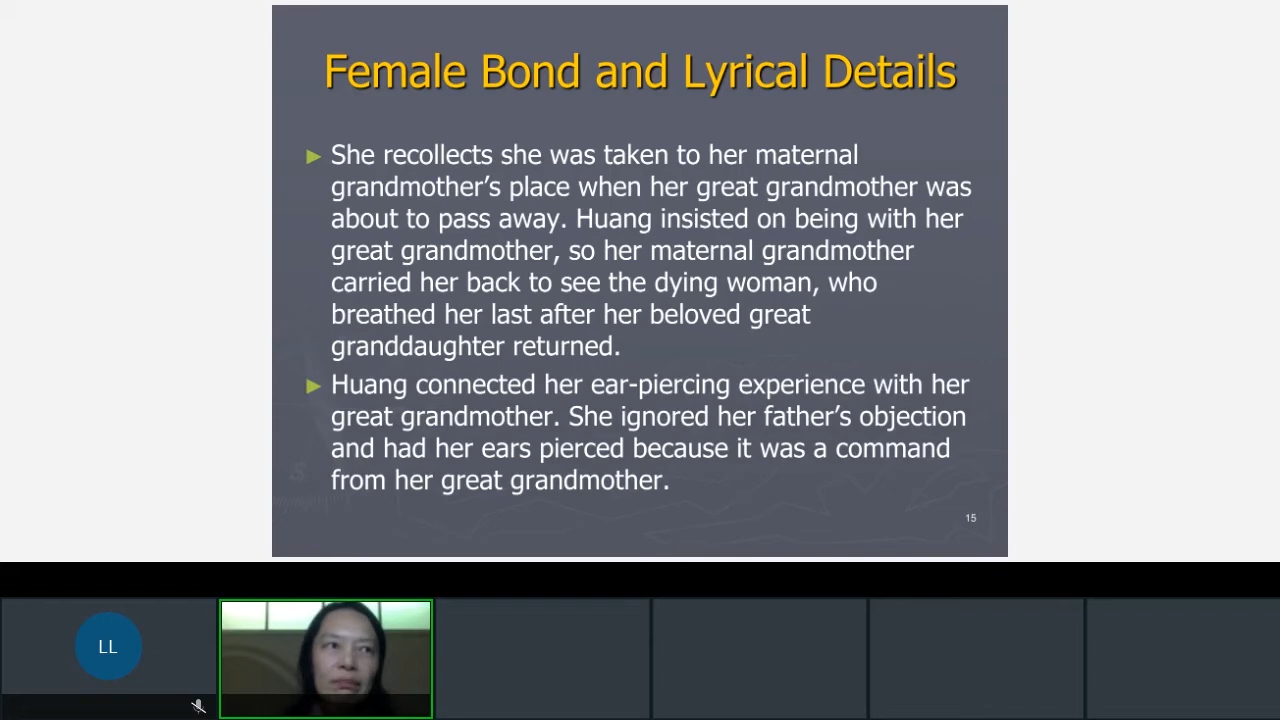 Female Bond and Lyrical Details
► She recollects she was taken to her maternal
grandmother’s place when her great grandmother was
about to pass away. Huang insisted on being with her
great grandmother, so her maternal grandmother
carried her back to see the dying woman, who
breathed her last after her beloved great
granddaughter returned.
► Huang connected her ear-piercing experience with her
great grandmother. She ignored her father’s objection
and had her ears pierced because it was a command
from her great grandmother.
15
LL